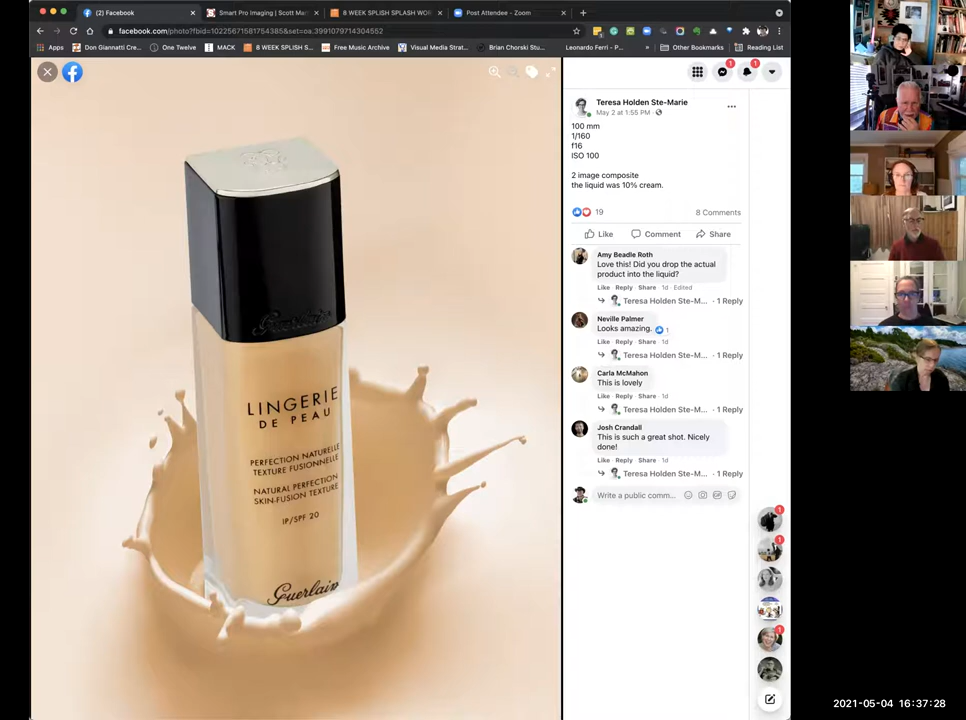 (2) Facebook
Smart Pro Imaging | Scott Ma
8 WEEK SPLISH SPLASH WOR
Post Attendee - Zoom
facebook.com/photo?fbid=10225671581754385&set=oa.3991079714304552
Apps
Don Giannatti Cre...
One Twelve
MACK
8 WEEK SPLISH S...
Free Music Archive
Visual Media Strat...
Brian Chorski Stu...
Leonardo Ferri - P...
»
Other Bookmarks
Reading List
1
1
Teresa Holden Ste-Marie
May 2 at 1:55 PM ·
100 mm
1/160
f16
ISO 100
2 image composite
the liquid was 10% cream.
19
8 Comments
Like
Comment
Share
Amy Beadle Roth
Love this! Did you drop the actual
product into the liquid?
Like · Reply · Share · 1d · Edited
Teresa Holden Ste-M... · 1 Reply
Neville Palmer
Looks amazing.
1
Like · Reply · Share · 1d
Teresa Holden Ste-M... · 1 Reply
Carla McMahon
This is lovely
Like · Reply · Share · 1d
Teresa Holden Ste-M... · 1 Reply
Josh Crandall
This is such a great shot. Nicely
done!
Like · Reply · Share · 1d
Teresa Holden Ste-M... · 1 Reply
Write a public comm...
GIF
1
1
1
Guerlain
LINGERIE
DE PEAU
PERFECTION NATURELLE
TEXTURE FUSIONNELLE
NATURAL PERFECTION
SKIN-FUSION TEXTURE
IP/SPF 20
Guerlain
2021-05-04 16:37:28